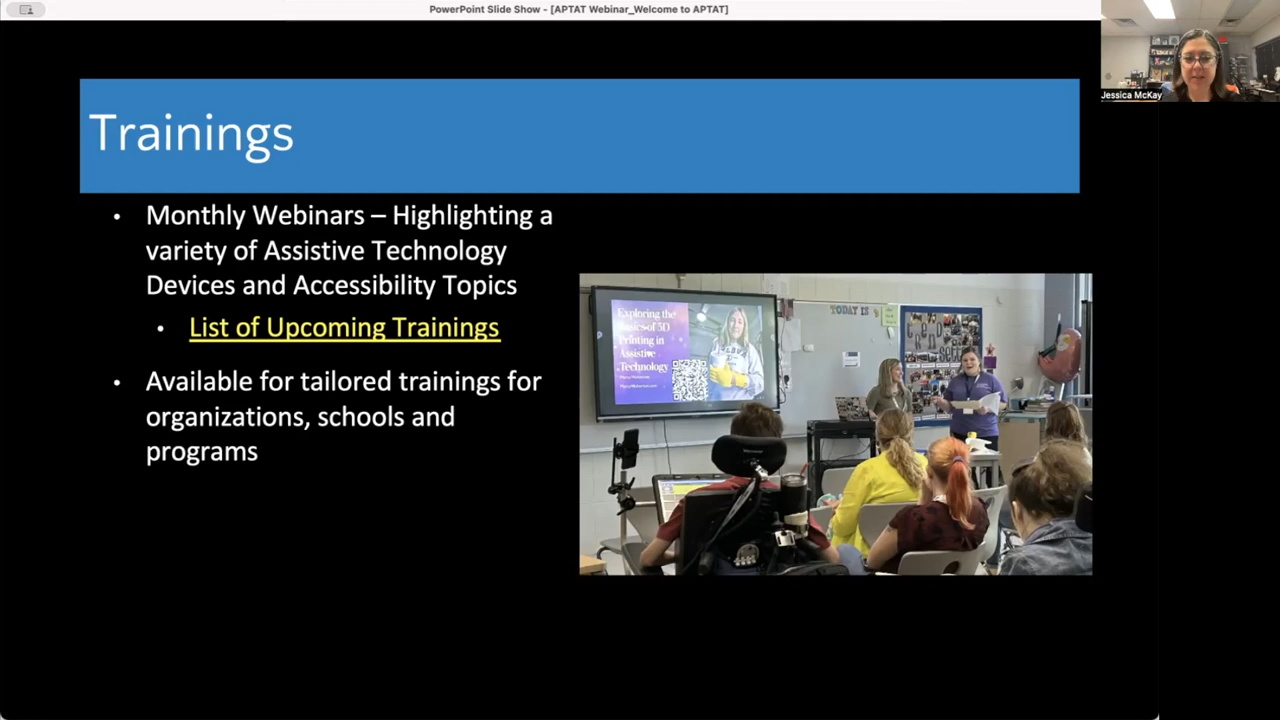 PowerPoint Slide Show - [APTAT Webinar_Welcome to APTAT]
Jessica McKay
Trainings
• Monthly Webinars – Highlighting a
variety of Assistive Technology
Devices and Accessibility Topics
• List of Upcoming Trainings
• Available for tailored trainings for
organizations, schools and
programs
Exploring the
Basics of 3D
Printing in
Assistive
Technology
TODAY IS